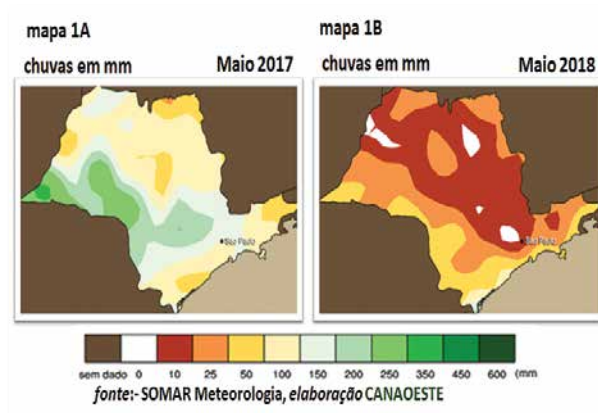 mapa 1A
chuvas em mm Maio 2017
São Paulo
mapa 1B
chuvas em mm Maio 2018
São Paulo
sem dado 0 10 25 50 100 150 200 250 350 450 600 (mm
fonte:- SOMAR Meteorologia, elaboração CANAOESTE